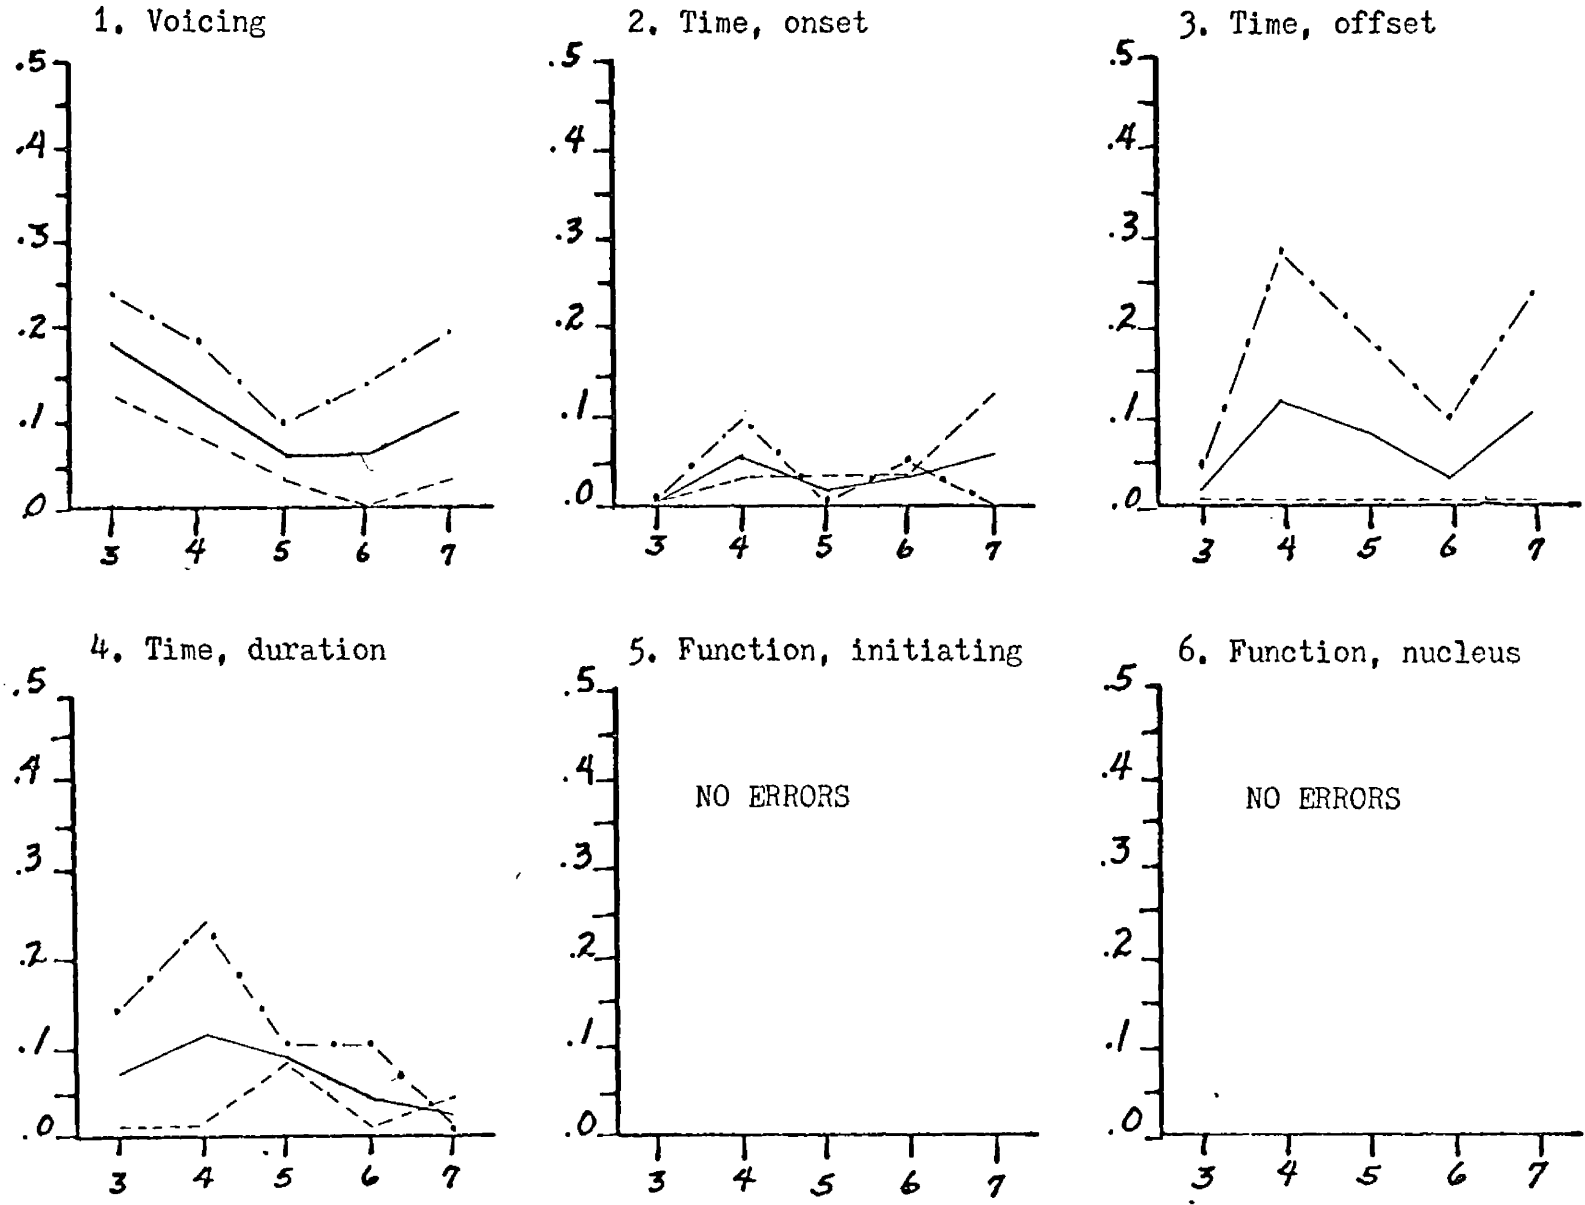 1. Voicing
.5
.4
.3
.2
.1
.0
3 4 5 6 7
2. Time, onset
.5
.4
.3
.2
.1
.0
3 4 5 6 7
3. Time, offset
.5
.4
.3
.2
.1
.0
3 4 5 6 7
4. Time, duration
.5
.4
.3
.2
.1
.0
3 4 5 6 7
5. Function, initiating
.5
.4
NO ERRORS
.3
.2
.1
.0
3 4 5 6 7
6. Function, nucleus
.5
.4
NO ERRORS
.3
.2
.1
.0
3 4 5 6 7